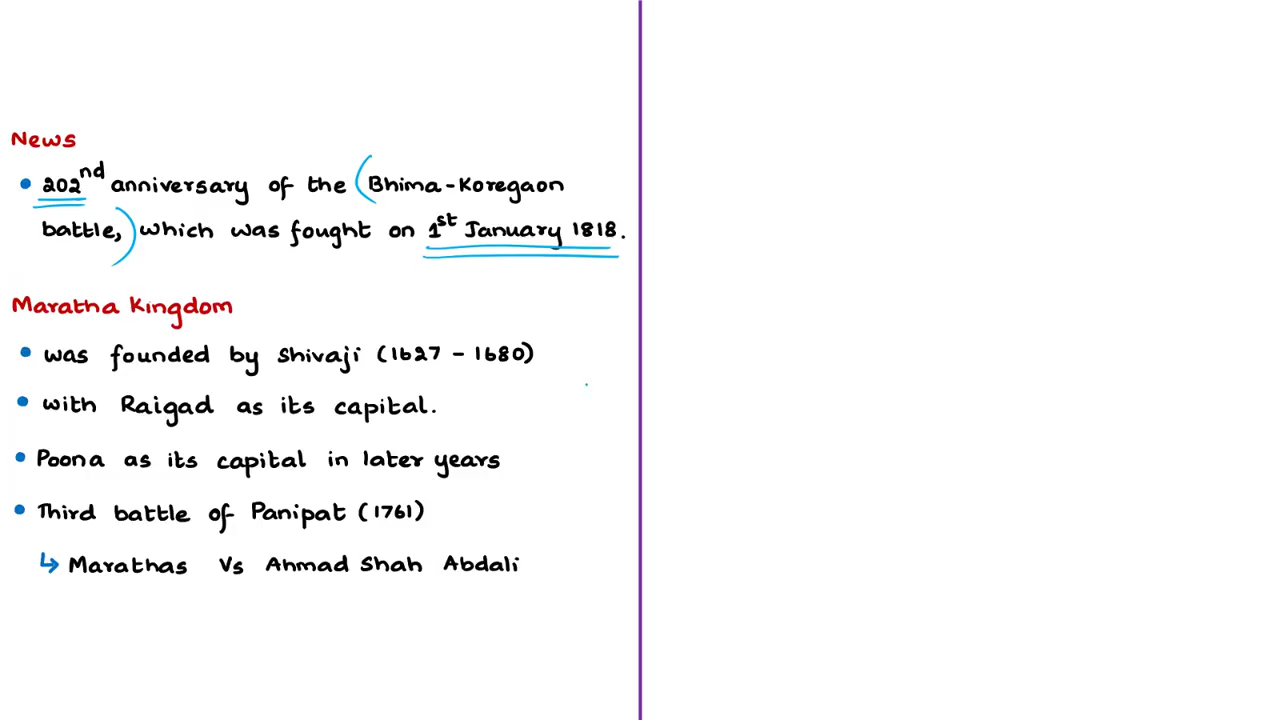 News
• 202nd anniversary of the Bhima-Koregaon
battle, which was fought on 1st January 1818.
Maratha Kingdom
• was founded by Shivaji (1627 - 1680)
• with Raigad as its capital.
• Poona as its capital in later years
• Third battle of Panipat (1761)
↳ Marathas Vs Ahmad Shah Abdali